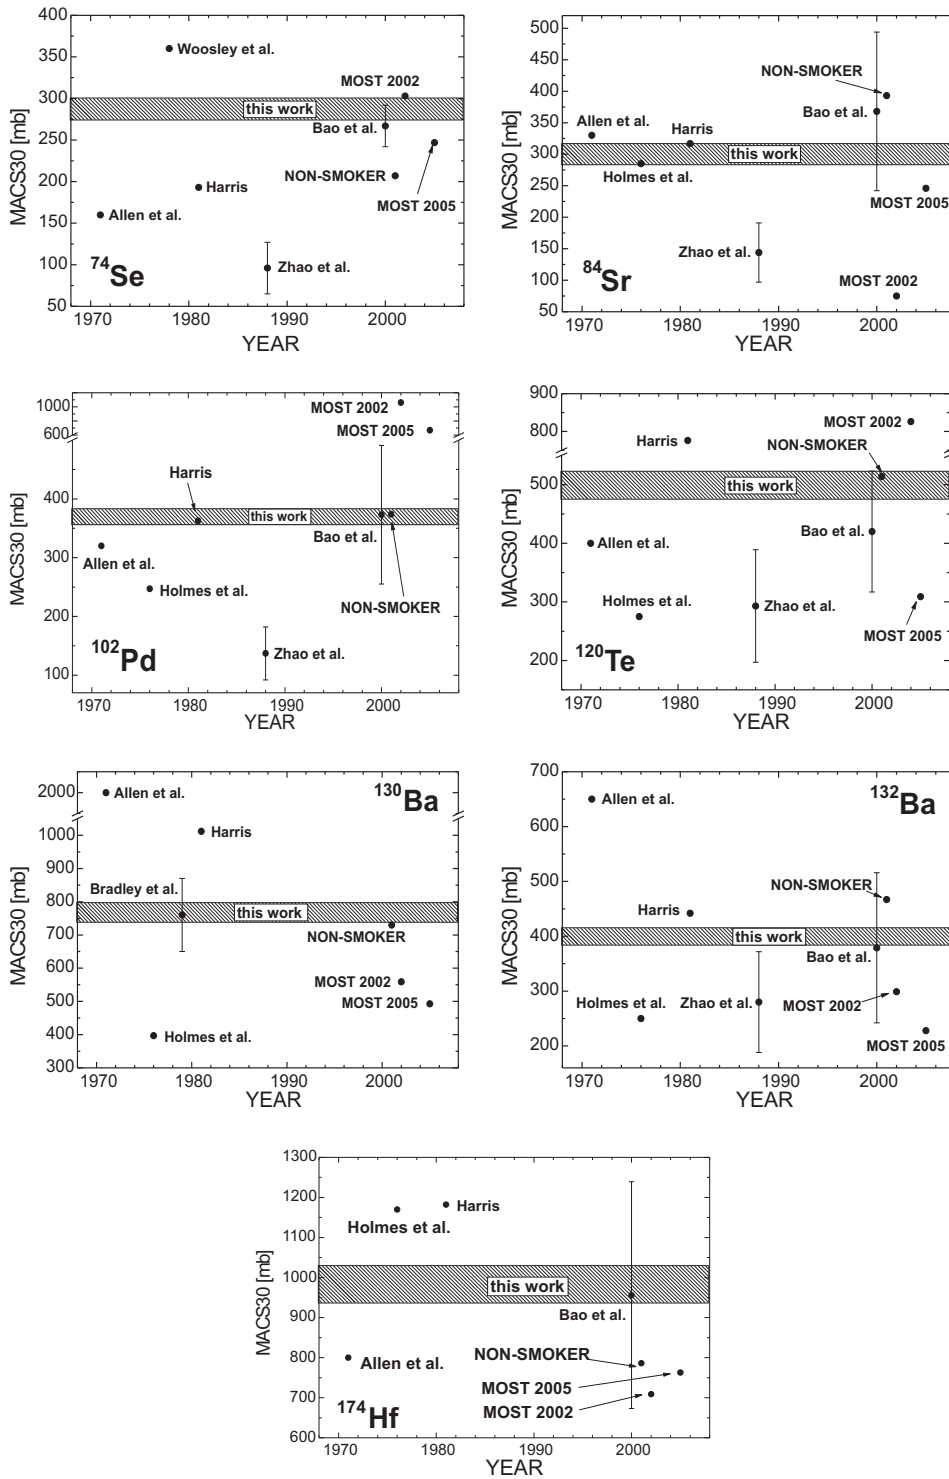 400
350
300
250
200
150
100
50
MACS30 [mb]
Woosley et al.
MOST 2002
this work
Bao et al.
NON-SMOKER
Harris
MOST 2005
Allen et al.
Zhao et al.
74Se
1970
1980
1990
2000
YEAR
500
450
400
350
300
250
200
150
100
50
MACS30 [mb]
NON-SMOKER
Bao et al.
Allen et al.
Harris
this work
Holmes et al.
MOST 2005
Zhao et al.
MOST 2002
84Sr
1970
1980
1990
2000
YEAR
1000
600
400
300
200
100
MACS30 [mb]
MOST 2002
MOST 2005
Harris
this work
Bao et al.
Allen et al.
Holmes et al.
NON-SMOKER
Zhao et al.
102Pd
1970
1980
1990
2000
YEAR
900
800
500
400
300
200
MACS30 [mb]
MOST 2002
Harris
NON-SMOKER
this work
Bao et al.
Allen et al.
Holmes et al.
Zhao et al.
MOST 2005
120Te
1970
1980
1990
2000
YEAR
2000
1000
900
800
700
600
500
400
300
MACS30 [mb]
Allen et al.
130Ba
Harris
Bradley et al.
this work
NON-SMOKER
MOST 2002
MOST 2005
Holmes et al.
1970
1980
1990
2000
YEAR
700
600
500
400
300
200
MACS30 [mb]
132Ba
Allen et al.
NON-SMOKER
Harris
this work
Bao et al.
Holmes et al.
Zhao et al.
MOST 2002
MOST 2005
1970
1980
1990
2000
YEAR
1300
1200
1100
1000
900
800
700
600
MACS30 [mb]
Harris
Holmes et al.
this work
Bao et al.
NON-SMOKER
Allen et al.
MOST 2005
MOST 2002
174Hf
1970
1980
1990
2000
YEAR